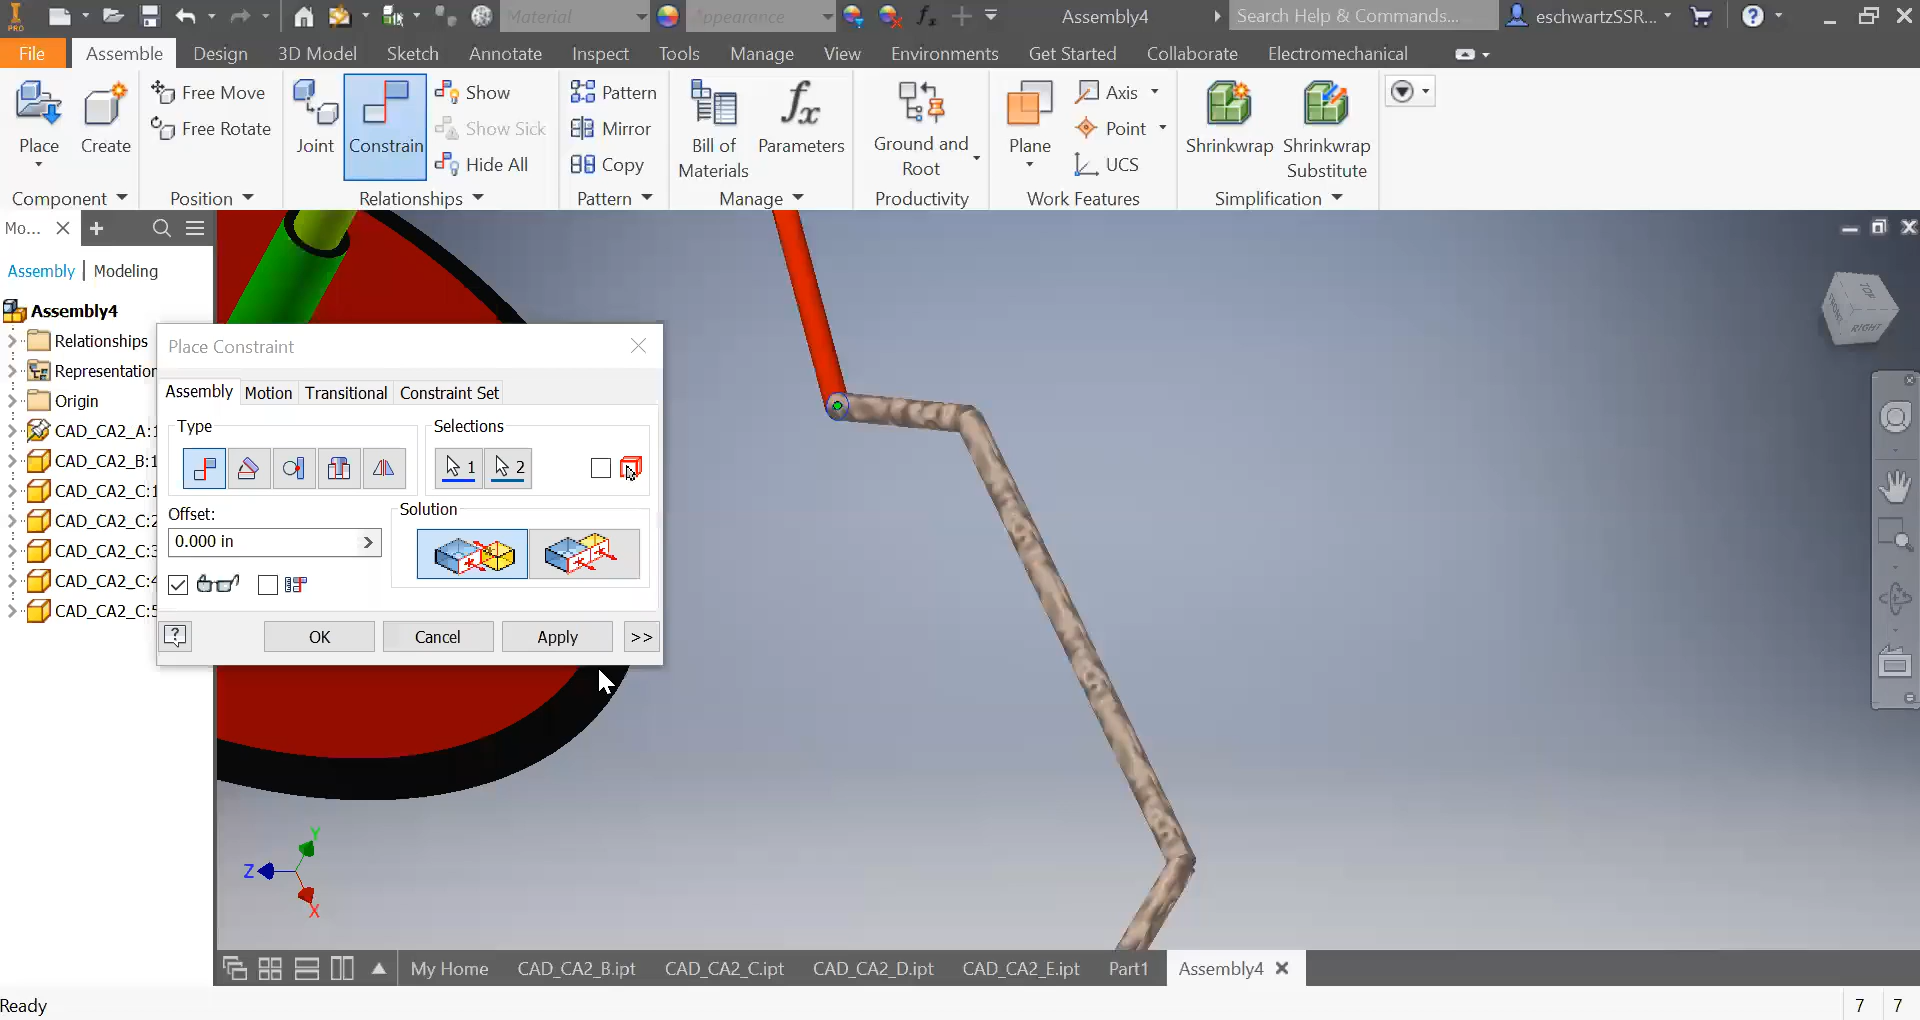 PRO
Material
Appearance
Assembly4
Search Help & Commands...
eschwartzSSR...
File
Assemble
Design
3D Model
Sketch
Annotate
Inspect
Tools
Manage
View
Environments
Get Started
Collaborate
Electromechanical
Place
Create
Free Move
Free Rotate
Joint
Constrain
Show
Show Sick
Hide All
Pattern
Mirror
Copy
Bill of
Materials
Parameters
Ground and
Root
Plane
Axis
Point
UCS
Shrinkwrap
Shrinkwrap
Substitute
Component
Position
Relationships
Pattern
Manage
Productivity
Work Features
Simplification
Mo...
Assembly | Modeling
Assembly4
Relationships
Representation
Origin
CAD_CA2_A:1
CAD_CA2_B:1
CAD_CA2_C:1
CAD_CA2_C:2
CAD_CA2_C:3
CAD_CA2_C:4
CAD_CA2_C:5
Place Constraint
Assembly
Motion
Transitional
Constraint Set
Type
Selections
1
2
Offset:
0.000 in
Solution
OK
Cancel
Apply
>>
TOP
FRONT
RIGHT
Y
Z
X
My Home
CAD_CA2_B.ipt
CAD_CA2_C.ipt
CAD_CA2_D.ipt
CAD_CA2_E.ipt
Part1
Assembly4
Ready
7
7